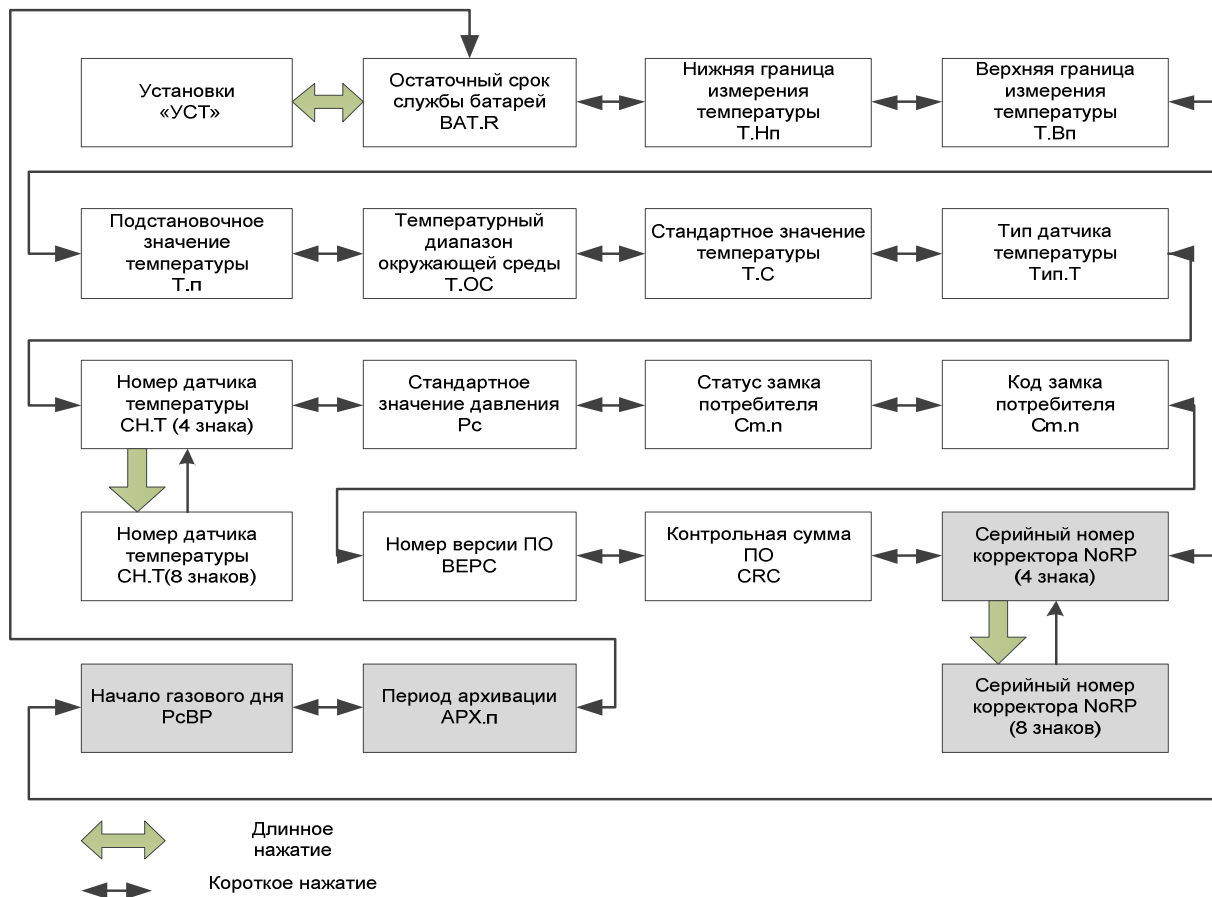 Установки
«УСТ»
Остаточный срок
службы батарей
BAT.R
Нижняя граница
измерения
температуры
Т.Нп
Верхняя граница
измерения
температуры
Т.Вп
Подстановочное
значение
температуры
Т.п
Температурный
диапазон
окружающей среды
Т.ОС
Стандартное значение
температуры
Т.С
Тип датчика
температуры
Тип.Т
Номер датчика
температуры
СН.Т (4 знака)
Стандартное
значение давления
Рс
Статус замка
потребителя
Cm.n
Код замка
потребителя
Cm.n
Номер датчика
температуры
СН.Т(8 знаков)
Номер версии ПО
ВЕРС
Контрольная сумма
ПО
CRC
Серийный номер
корректора NoRP
(4 знака)
Начало газового дня
РсВР
Период архивации
АРХ.п
Серийный номер
корректора NoRP
(8 знаков)
Длинное
нажатие
Короткое нажатие